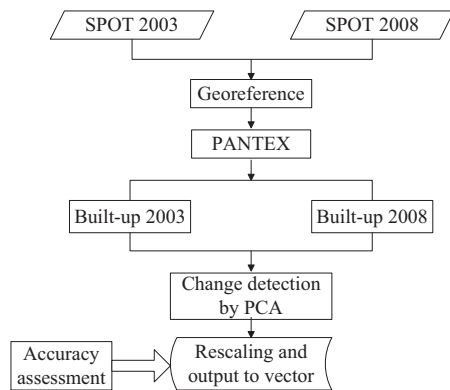 SPOT 2003
SPOT 2008
Georeference
PANTEX
Built-up 2003
Built-up 2008
Change detection
by PCA
Accuracy
assessment
Rescaling and
output to vector